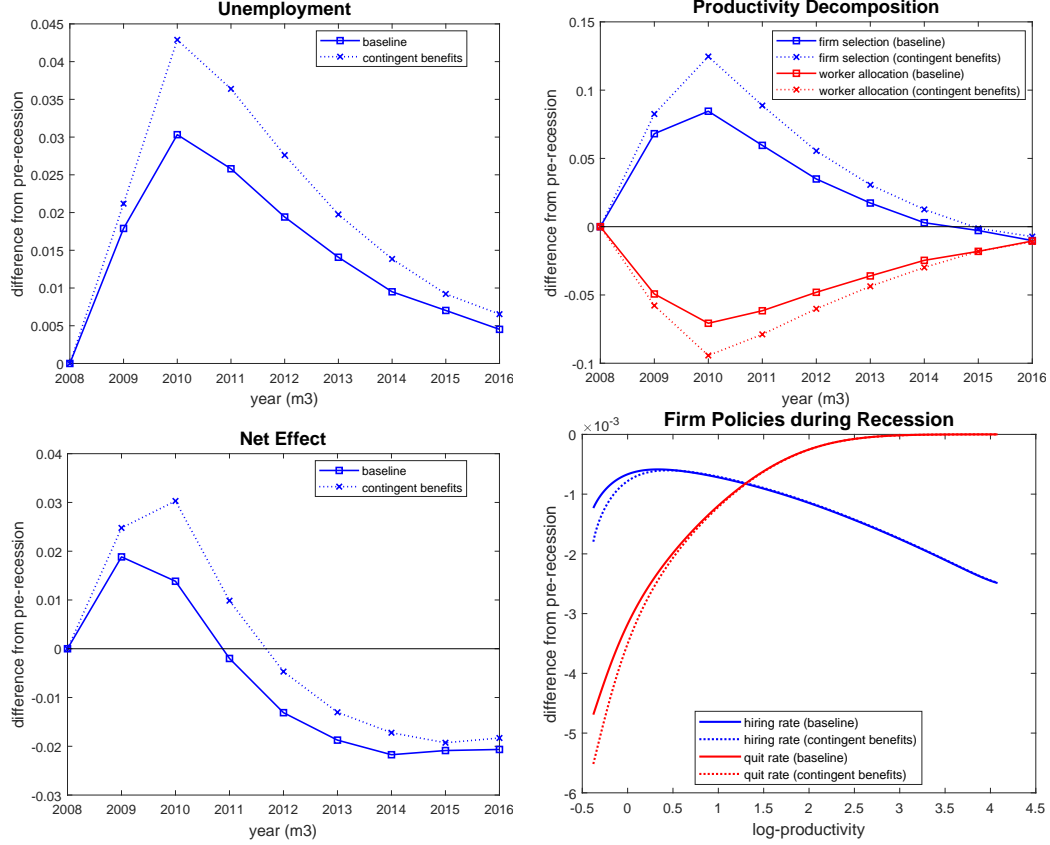 Unemployment
0.045
0.04
0.035
0.03
0.025
0.02
0.015
0.01
0.005
0
difference from pre-recession
baseline
contingent benefits
2008 2009 2010 2011 2012 2013 2014 2015 2016
year (m3)
Productivity Decomposition
0.15
0.1
0.05
0
-0.05
-0.1
difference from pre-recession
firm selection (baseline)
firm selection (contingent benefits)
worker allocation (baseline)
worker allocation (contingent benefits)
2008 2009 2010 2011 2012 2013 2014 2015 2016
year (m3)
Net Effect
0.04
0.03
0.02
0.01
0
-0.01
-0.02
-0.03
difference from pre-recession
baseline
contingent benefits
2008 2009 2010 2011 2012 2013 2014 2015 2016
year (m3)
Firm Policies during Recession
×10⁻³
0
-1
-2
-3
-4
-5
-6
difference from pre-recession
hiring rate (baseline)
hiring rate (contingent benefits)
quit rate (baseline)
quit rate (contingent benefits)
-0.5 0 0.5 1 1.5 2 2.5 3 3.5 4 4.5
log-productivity